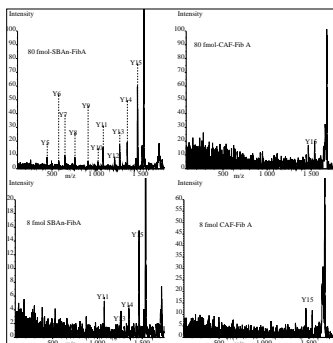 Intensity
100
90
80
70
60
50
40
30
20
10
0
80 fmol-SBAn-FibA
Y5
Y6
Y7
Y8
Y9
Y10
Y11
Y12
Y13
Y14
Y15
500
m/z
1 000
1 500
Intensity
100
90
80
70
60
50
40
30
20
10
0
80 fmol-CAF-Fib A
Y14
Y15
500
m/z
1 000
1 500
Intensity
20
18
16
14
12
10
8
6
4
2
0
8 fmol SBAn-FibA
Y11
Y13
Y14
Y15
500
m/z
1 000
1 500
Intensity
60
55
50
45
40
35
30
25
20
15
10
5
0
8 fmol CAF-Fib A
Y15
500
m/z
1 000
1 500